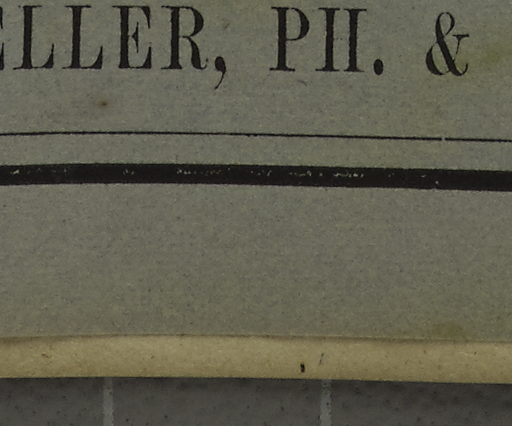 ELLER, PH. &